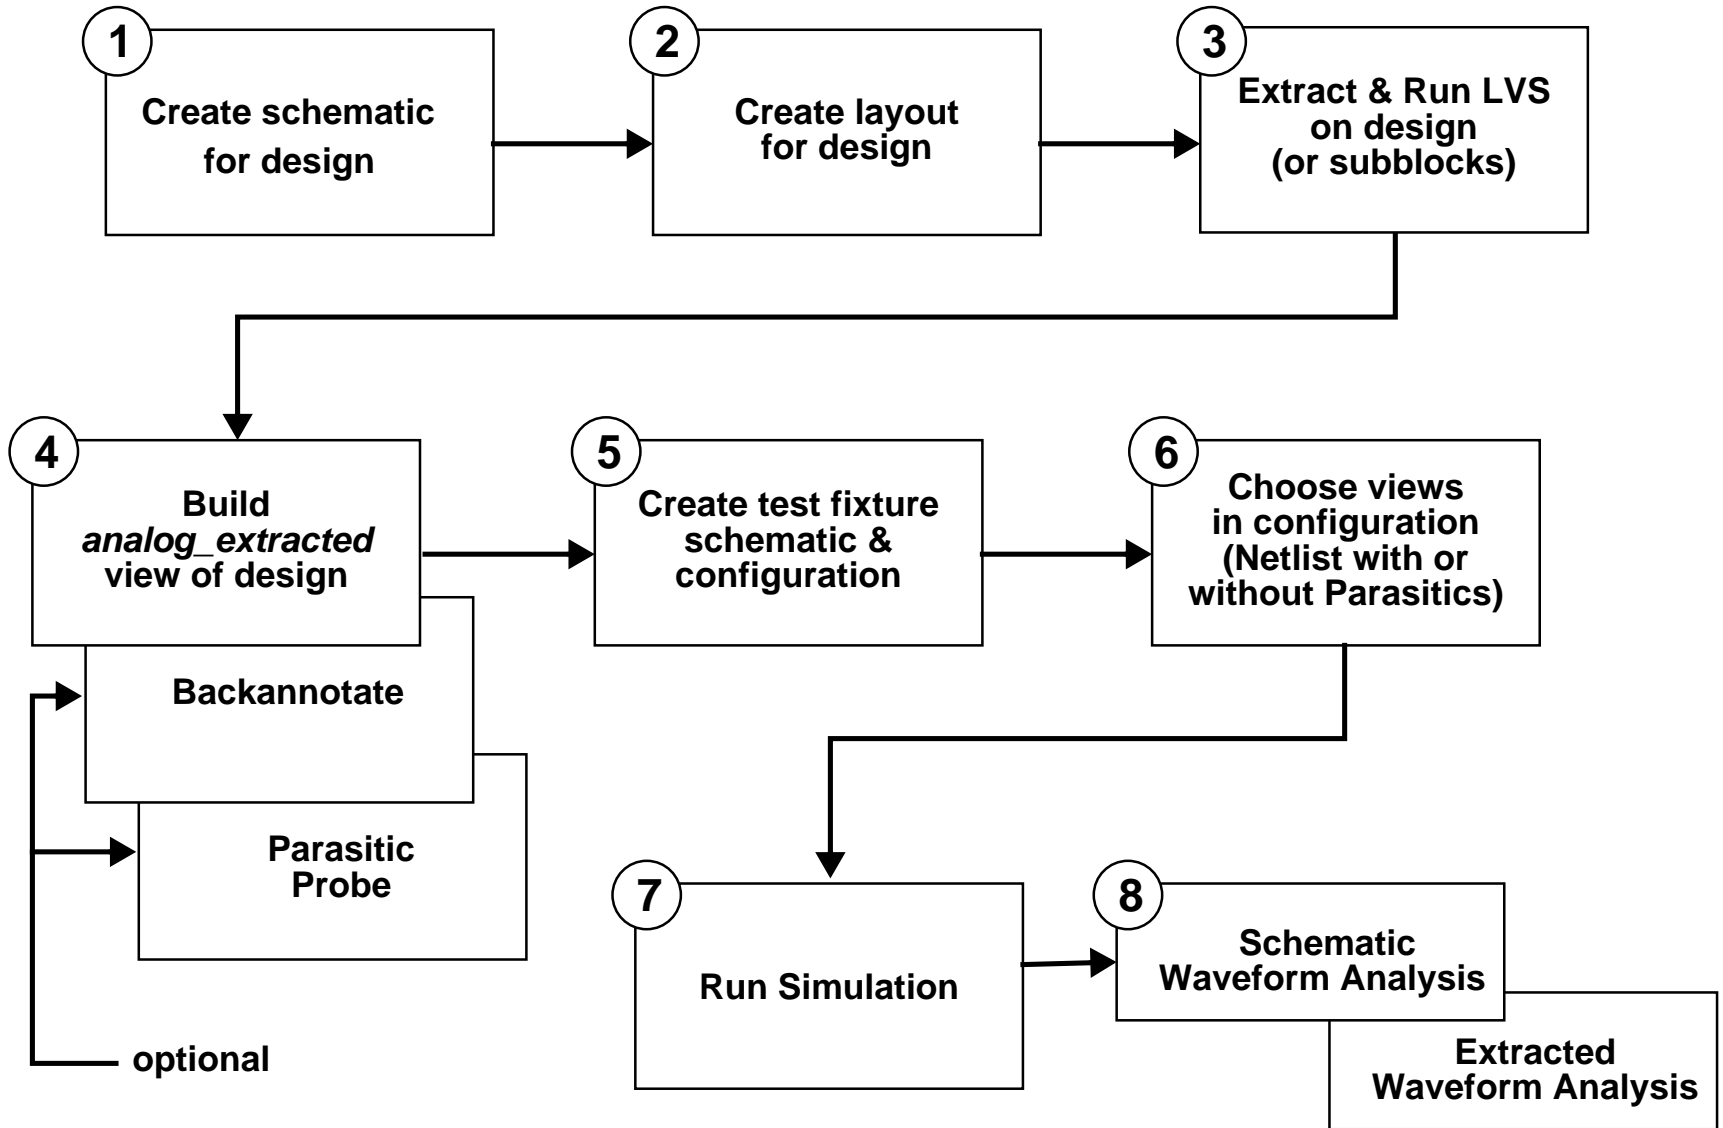 1
Create schematic
for design
2
Create layout
for design
3
Extract & Run LVS
on design
(or subblocks)
4
Build
analog_extracted
view of design
Backannotate
Parasitic
Probe
optional
5
Create test fixture
schematic &
configuration
6
Choose views
in configuration
(Netlist with or
without Parasitics)
7
Run Simulation
8
Schematic
Waveform Analysis
Extracted
Waveform Analysis